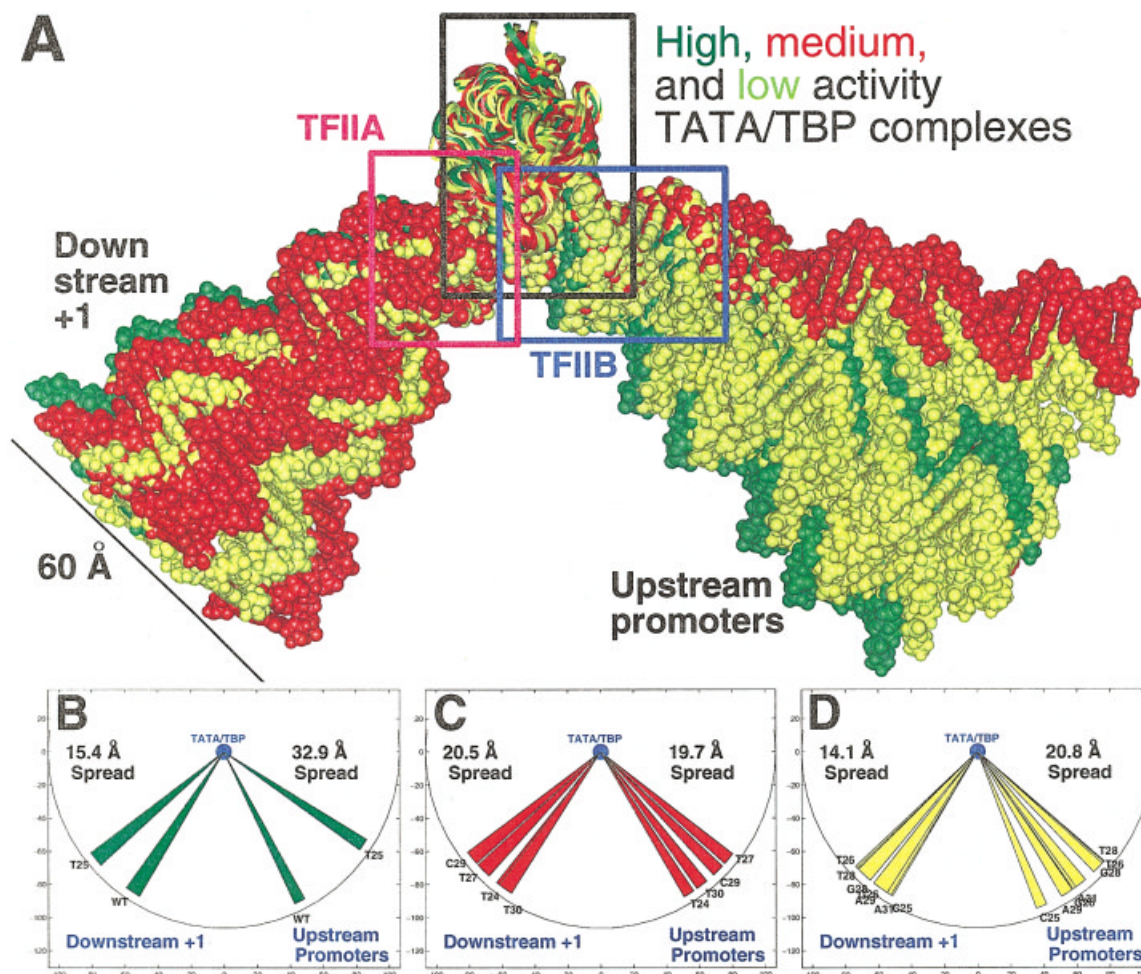 A
High, medium,
and low activity
TATA/TBP complexes
TFIIA
Down
stream
+1
TFIIB
60 Å
Upstream
promoters
B
TATA/TBP
15.4 Å
Spread
32.9 Å
Spread
T25
T25
WT
WT
Downstream +1
Upstream
Promoters
C
TATA/TBP
20.5 Å
Spread
19.7 Å
Spread
C29
T27
T24
T30
T27
C29
T30
T24
Downstream +1
Upstream
Promoters
D
TATA/TBP
14.1 Å
Spread
20.8 Å
Spread
T26
T28
G28
A29
A31
C25
T28
T26
G28
A31
A29
C25
Downstream +1
Upstream
Promoters